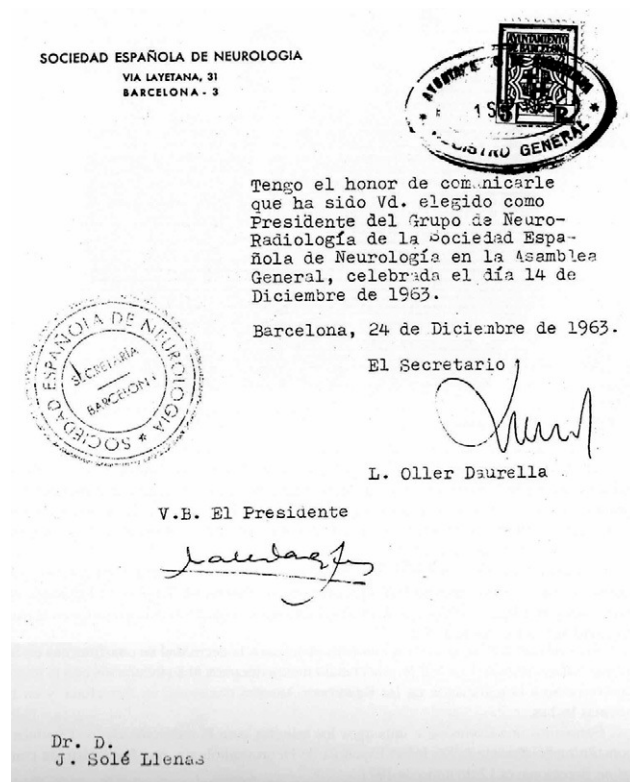 SOCIEDAD ESPAÑOLA DE NEUROLOGIA
VIA LAYETANA, 31
BARCELONA - 3
AYUNTAMIENTO
DE BARCELONA
REGISTRO GENERAL
Tengo el honor de comunicarle
que ha sido Vd. elegido como
Presidente del Grupo de Neuro-
Radiología de la Sociedad Espa-
ñola de Neurología en la Asamblea
General, celebrada el día 14 de
Diciembre de 1963.
Barcelona, 24 de Diciembre de 1963.
El Secretario
SOCIEDAD ESPAÑOLA DE NEUROLOGIA
SECRETARIA
BARCELONA
L. Oller Daurella
V.B. El Presidente
Dr. D.
J. Solé Llenas